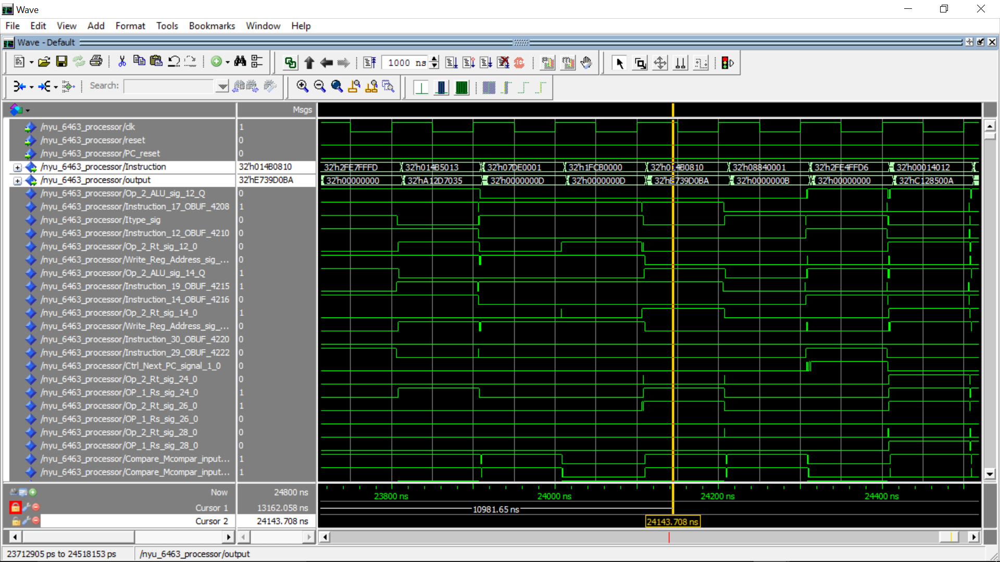 Wave
File Edit View Add Format Tools Bookmarks Window Help
Wave - Default
1000 ns
Search:
Msgs
/nyu_6463_processor/clk 1
/nyu_6463_processor/reset 0
/nyu_6463_processor/PC_reset 0
/nyu_6463_processor/Instruction 32'h014B0810 32'h2FE7FFFD 32'h014B5013 32'h07DE0001 32'h1FCB0000 32'h014B0810 32'h08840001 32'h2FE4FFD6 32'h00014012
/nyu_6463_processor/output 32'hE739D0BA 32'h00000000 32'hA12D7035 32'h0000000D 32'h0000000D 32'hE739D0BA 32'h0000000B 32'h00000000 32'hC128500A
/nyu_6463_processor/Op_2_ALU_sig_12_Q 0
/nyu_6463_processor/Instruction_17_OBUF_4208 1
/nyu_6463_processor/Itype_sig 0
/nyu_6463_processor/Instruction_12_OBUF_4210 0
/nyu_6463_processor/Op_2_Rt_sig_12_0 0
/nyu_6463_processor/Write_Reg_Address_sig_... 0
/nyu_6463_processor/Op_2_ALU_sig_14_Q 1
/nyu_6463_processor/Instruction_19_OBUF_4215 1
/nyu_6463_processor/Instruction_14_OBUF_4216 0
/nyu_6463_processor/Op_2_Rt_sig_14_0 1
/nyu_6463_processor/Write_Reg_Address_sig_... 0
/nyu_6463_processor/Instruction_30_OBUF_4220 0
/nyu_6463_processor/Instruction_29_OBUF_4222 0
/nyu_6463_processor/Ctrl_Next_PC_signal_1_0 0
/nyu_6463_processor/Op_2_Rt_sig_24_0 0
/nyu_6463_processor/OP_1_Rs_sig_24_0 1
/nyu_6463_processor/Op_2_Rt_sig_26_0 1
/nyu_6463_processor/OP_1_Rs_sig_26_0 0
/nyu_6463_processor/Op_2_Rt_sig_28_0 0
/nyu_6463_processor/OP_1_Rs_sig_28_0 0
/nyu_6463_processor/Compare_Mcompar_input... 1
/nyu_6463_processor/Compare_Mcompar_input... 1
Now 24800 ns 23800 ns 24000 ns 24200 ns 24400 ns
Cursor 1 13162.058 ns 10981.65 ns
Cursor 2 24143.708 ns 24143.708 ns
23712905 ps to 24518153 ps /nyu_6463_processor/output